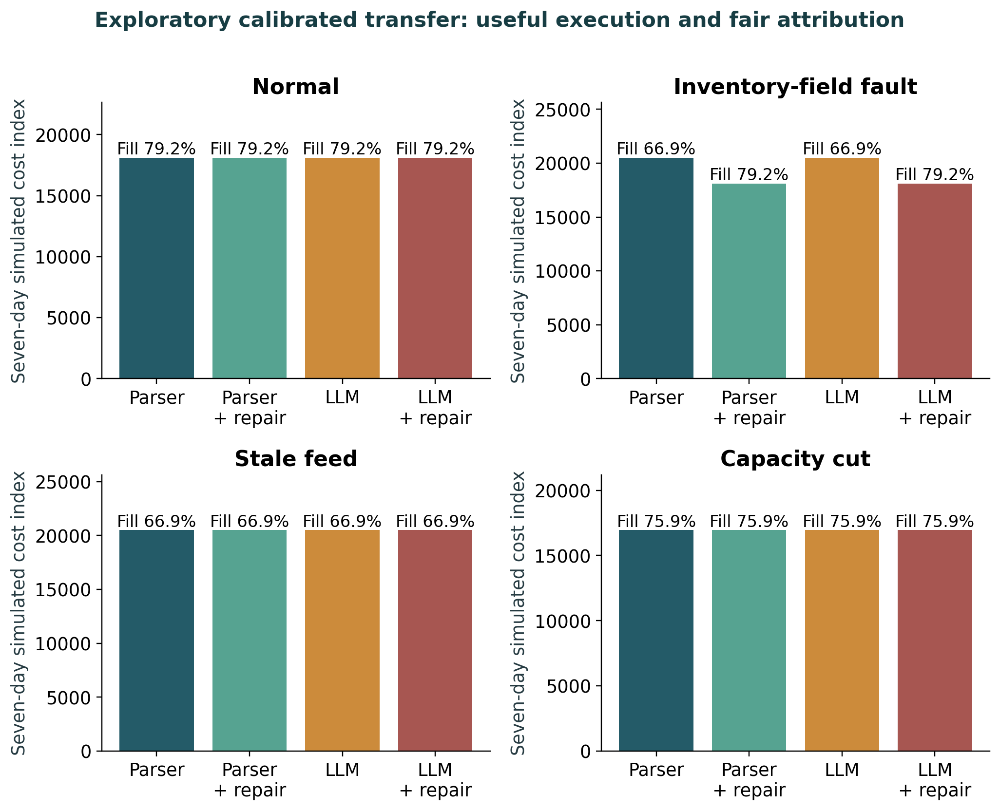 Exploratory calibrated transfer: useful execution and fair attribution
Normal
Seven-day simulated cost index
20000
15000
10000
5000
0
Fill 79.2% Fill 79.2% Fill 79.2% Fill 79.2%
Parser Parser LLM LLM
+ repair + repair
Inventory-field fault
Seven-day simulated cost index
25000
20000
15000
10000
5000
0
Fill 66.9% Fill 66.9%
Fill 79.2% Fill 79.2%
Parser Parser LLM LLM
+ repair + repair
Stale feed
Seven-day simulated cost index
25000
20000
15000
10000
5000
0
Fill 66.9% Fill 66.9% Fill 66.9% Fill 66.9%
Parser Parser LLM LLM
+ repair + repair
Capacity cut
Seven-day simulated cost index
20000
15000
10000
5000
0
Fill 75.9% Fill 75.9% Fill 75.9% Fill 75.9%
Parser Parser LLM LLM
+ repair + repair